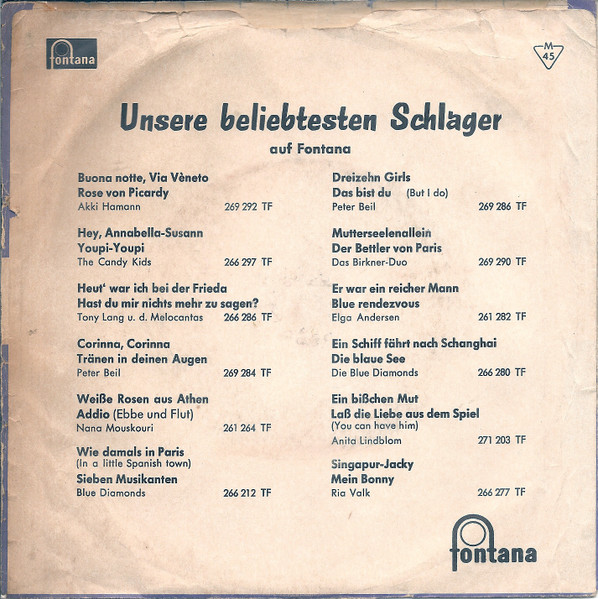 fontana
M
45
Unsere beliebtesten Schlager
auf Fontana
Buona notte, Via Vèneto
Rose von Picardy
Akki Hamann 269 292 TF
Hey, Annabella-Susann
Youpi-Youpi
The Candy Kids 266 297 TF
Heut' war ich bei der Frieda
Hast du mir nichts mehr zu sagen?
Tony Lang u. d. Melocantas 266 286 TF
Corinna, Corinna
Tränen in deinen Augen
Peter Beil 269 284 TF
Weiße Rosen aus Athen
Addio (Ebbe und Flut)
Nana Mouskouri 261 264 TF
Wie damals in Paris
(In a little Spanish town)
Sieben Musikanten
Blue Diamonds 266 212 TF
Dreizehn Girls
Das bist du (But I do)
Peter Beil 269 286 TF
Mutterseelenallein
Der Bettler von Paris
Das Birkner-Duo 269 290 TF
Er war ein reicher Mann
Blue rendezvous
Elga Andersen 261 282 TF
Ein Schiff fährt nach Schanghai
Die blaue See
Die Blue Diamonds 266 280 TF
Ein bißchen Mut
Laß die Liebe aus dem Spiel
(You can have him)
Anita Lindblom 271 203 TF
Singapur-Jacky
Mein Bonny
Ria Valk 266 277 TF
fontana